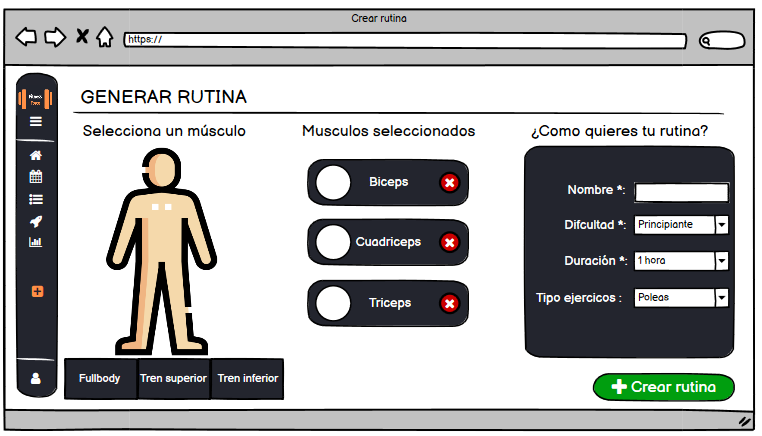 Crear rutina
https://
Fitness
GENERAR RUTINA
Selecciona un músculo
Musculos seleccionados
¿Como quieres tu rutina?
Biceps
Cuadriceps
Triceps
Nombre *:
Difcultad *: Principiante
Duración *: 1 hora
Tipo ejercicos : Poleas
Fullbody
Tren superior
Tren inferior
Crear rutina